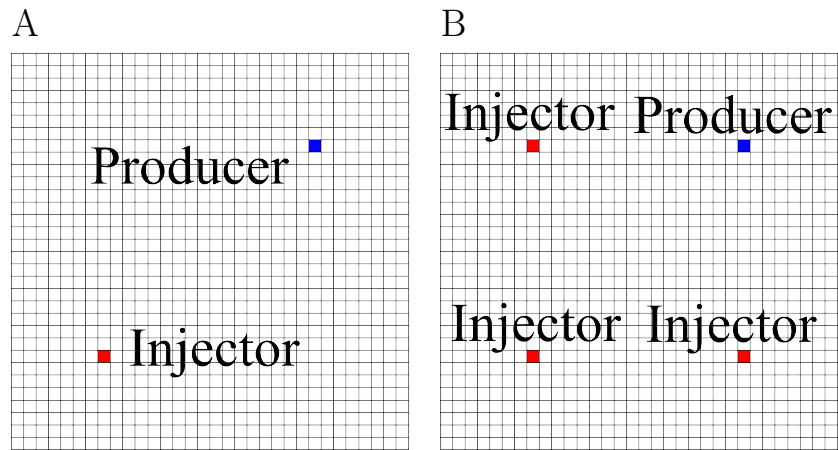 A
Producer
Injector
B
Injector Producer
Injector Injector